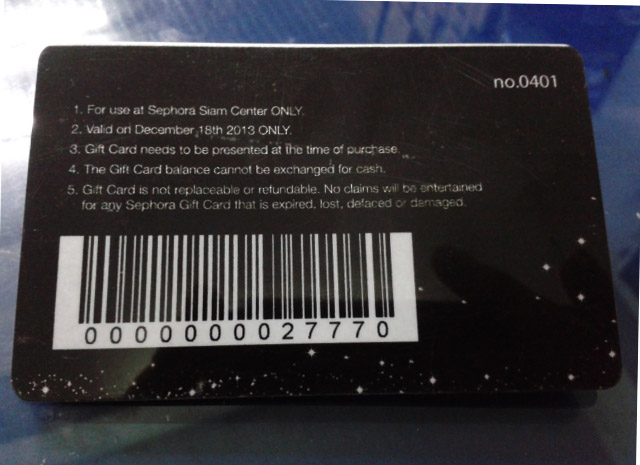 no.0401
1. For use at Sephora Siam Center ONLY.
2. Valid on December 18th 2013 ONLY.
3. Gift Card needs to be presented at the time of purchase.
4. The Gift Card balance cannot be exchanged for cash.
5. Gift Card is not replaceable or refundable. No claims will be entertained
for any Sephora Gift Card that is expired, lost, defaced or damaged.
0000000027770